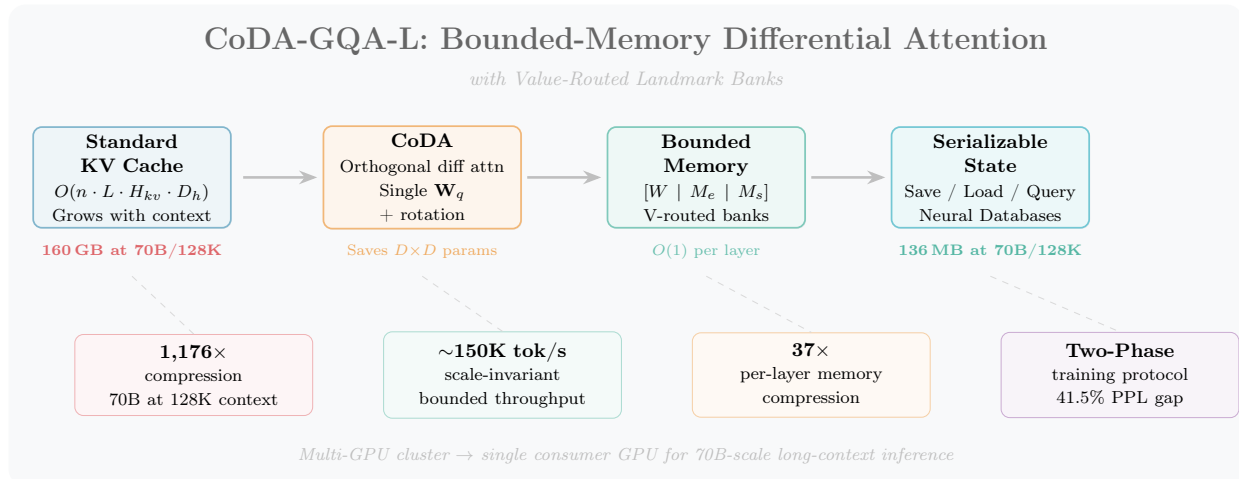 CoDA-GQA-L: Bounded-Memory Differential Attention
with Value-Routed Landmark Banks
Standard
KV Cache
O(n · L · H_{kv} · D_h)
Grows with context
160 GB at 70B/128K
CoDA
Orthogonal diff attn
Single W_q
+ rotation
Saves D×D params
Bounded
Memory
[W | M_e | M_s]
V-routed banks
O(1) per layer
Serializable
State
Save / Load / Query
Neural Databases
136 MB at 70B/128K
1,176×
compression
70B at 128K context
~150K tok/s
scale-invariant
bounded throughput
37×
per-layer memory
compression
Two-Phase
training protocol
41.5% PPL gap
Multi-GPU cluster → single consumer GPU for 70B-scale long-context inference